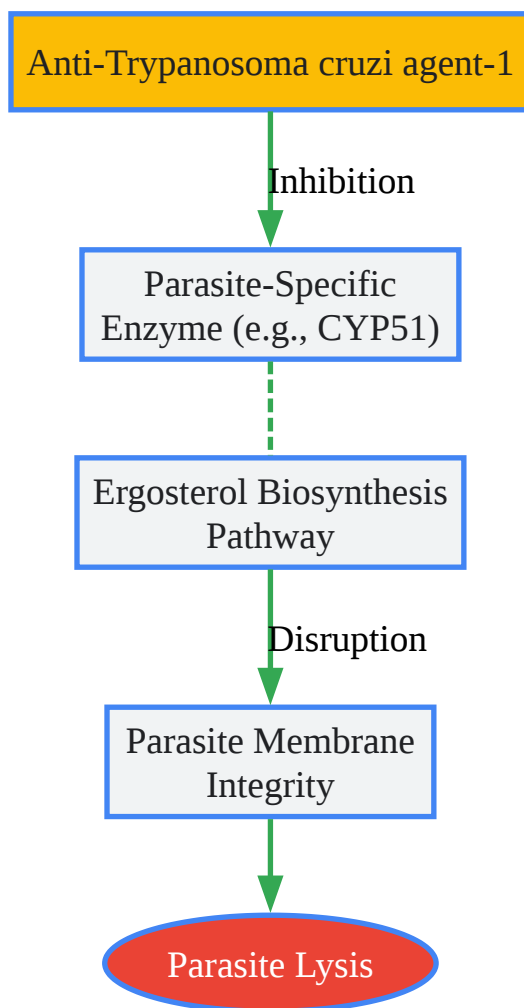 Anti-Trypanosoma cruzi agent-1
Inhibition
Parasite-Specific
Enzyme (e.g., CYP51)
Ergosterol Biosynthesis
Pathway
Disruption
Parasite Membrane
Integrity
Parasite Lysis